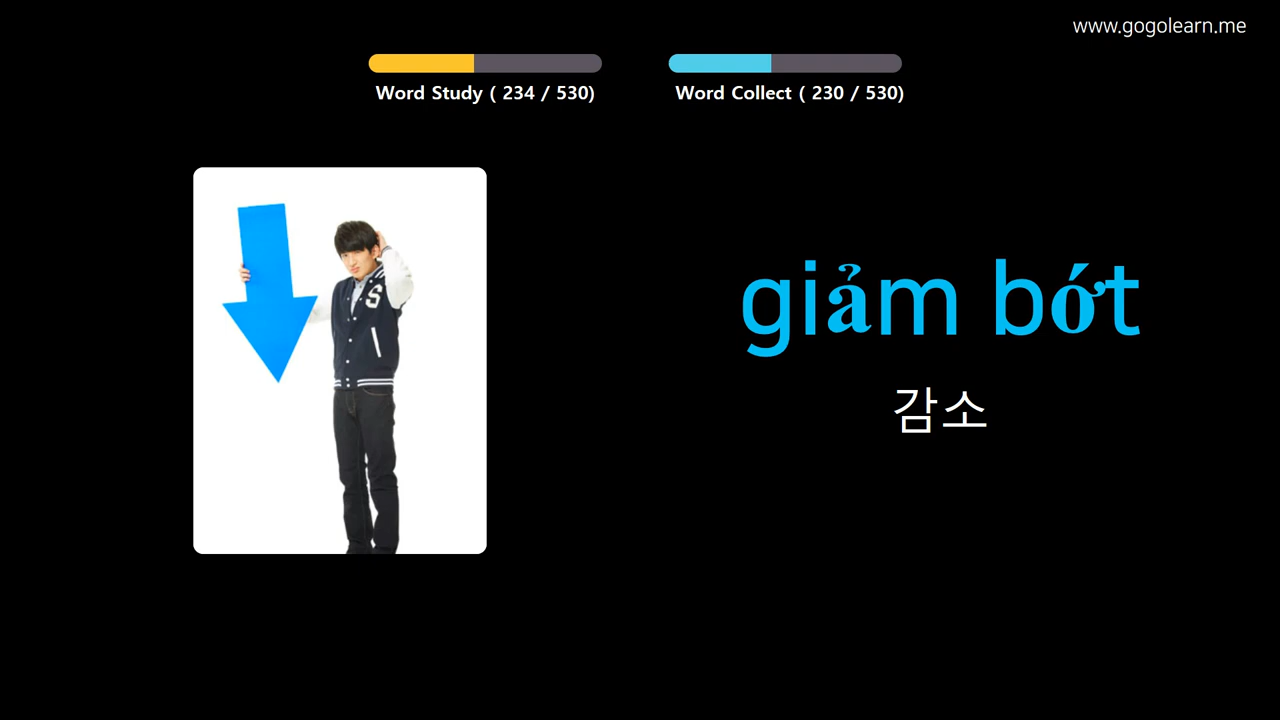 www.gogolearn.me
Word Study ( 234 / 530)
Word Collect ( 230 / 530)
S
giảm bớt
감소